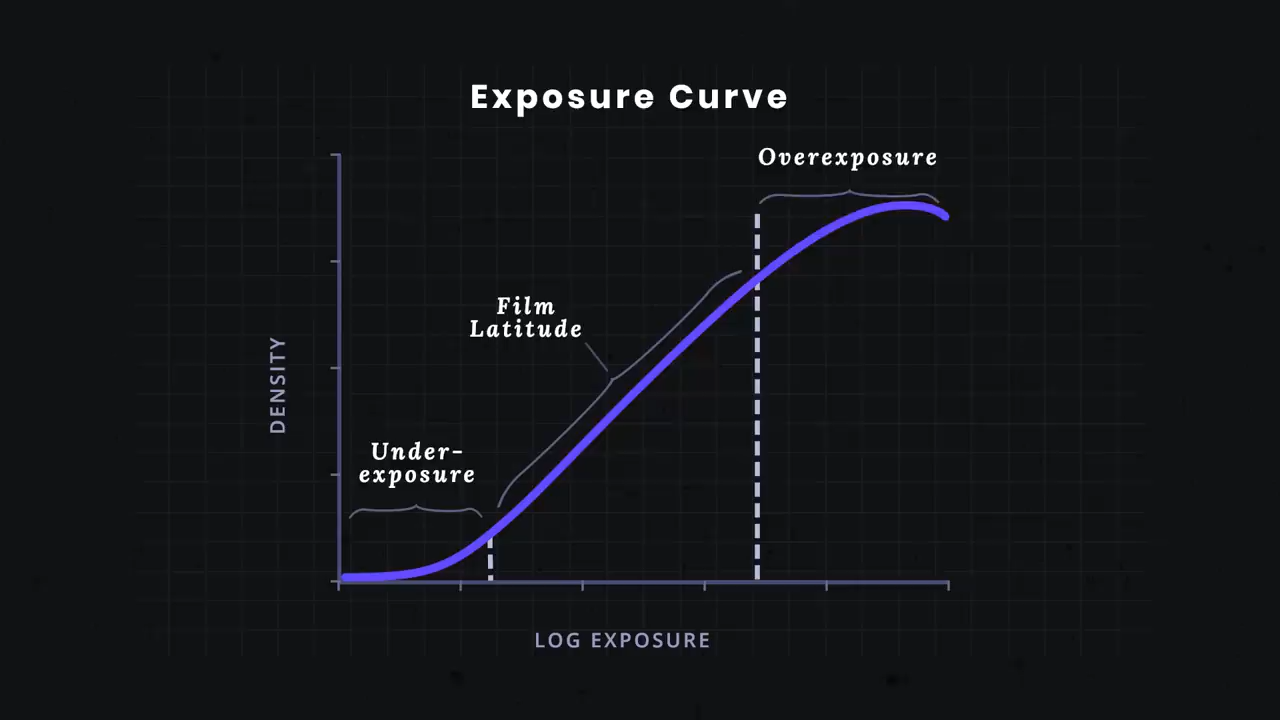 Exposure Curve
Overexposure
Film
Latitude
DENSITY
Under-
exposure
LOG EXPOSURE